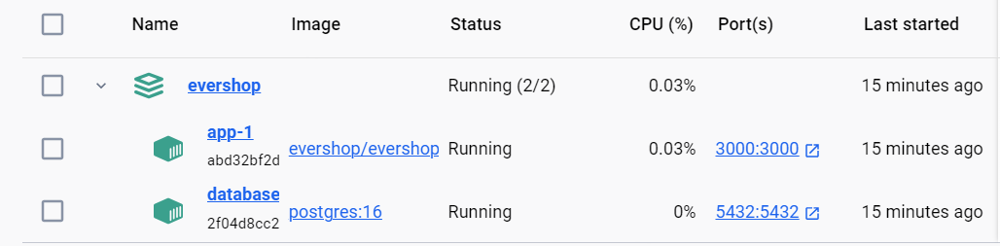 Name Image Status CPU (%) Port(s) Last started
evershop Running (2/2) 0.03% 15 minutes ago
app-1
abd32bf2d
evershop/evershop Running 0.03% 3000:3000 15 minutes ago
database
2f04d8cc2
postgres:16 Running 0% 5432:5432 15 minutes ago